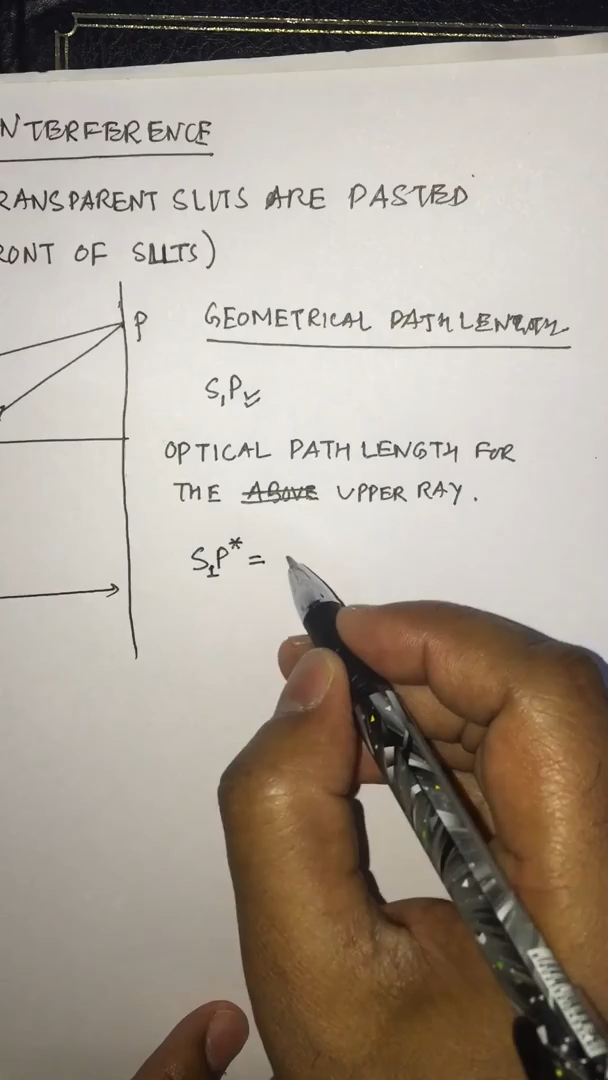 NTERFERENCE
RANSPARENT SLITS ARE PASTED
RONT OF SLITS)
P
GEOMETRICAL PATH LENGTH
S₁P
OPTICAL PATH LENGTH FOR
THE ABOVE UPPER RAY.
S₁P* =